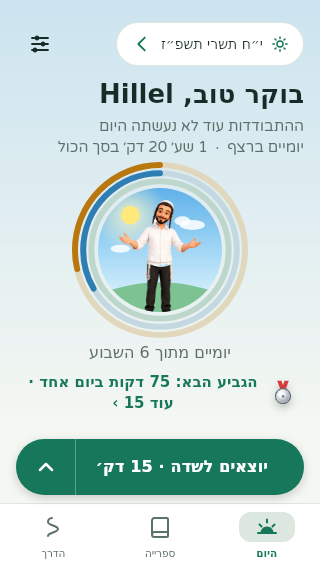 י״ח תשרי תשפ״ז
בוקר טוב, Hillel
ההתבודדות עוד לא נעשתה היום
יומיים ברצף · 1 שע׳ 20 דק׳ בסך הכול
יומיים מתוך 6 השבוע
הגביע הבא: 75 דקות ביום אחד ·
עוד 15 ›
יוצאים לשדה · 15 דק׳
היום
ספרייה
הדרך